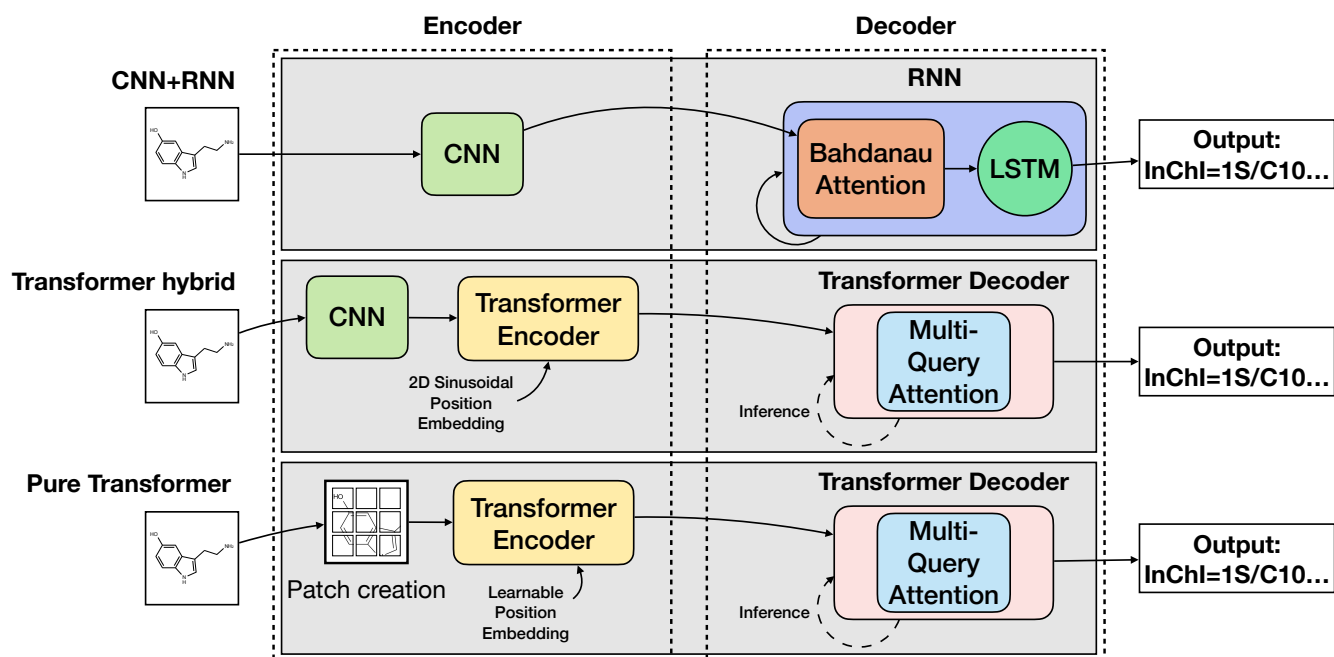 Encoder
Decoder
CNN+RNN
RNN
HO
NH₂
N
H
CNN
Bahdanau
Attention
LSTM
Output:
InChI=1S/C10...
Transformer hybrid
Transformer Decoder
HO
NH₂
N
H
CNN
Transformer
Encoder
2D Sinusoidal
Position
Embedding
Multi-
Query
Attention
Inference
Output:
InChI=1S/C10...
Pure Transformer
Transformer Decoder
HO
NH₂
N
H
HO
Patch creation
Transformer
Encoder
Learnable
Position
Embedding
Multi-
Query
Attention
Inference
Output:
InChI=1S/C10...